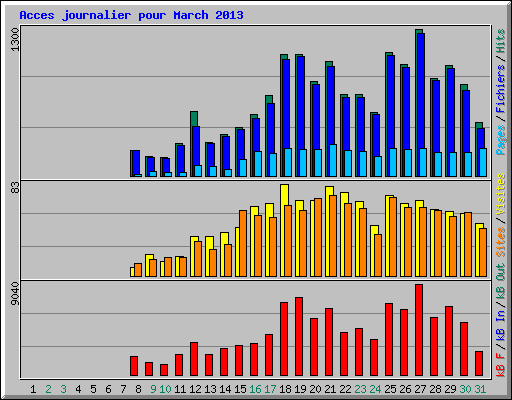 Acces journalier pour March 2013
1300
83
9040
Pages / Fichiers / Hits
Sites / Visites
kB F / kB In / kB Out
1 2 3 4 5 6 7 8 9 10 11 12 13 14 15 16 17 18 19 20 21 22 23 24 25 26 27 28 29 30 31